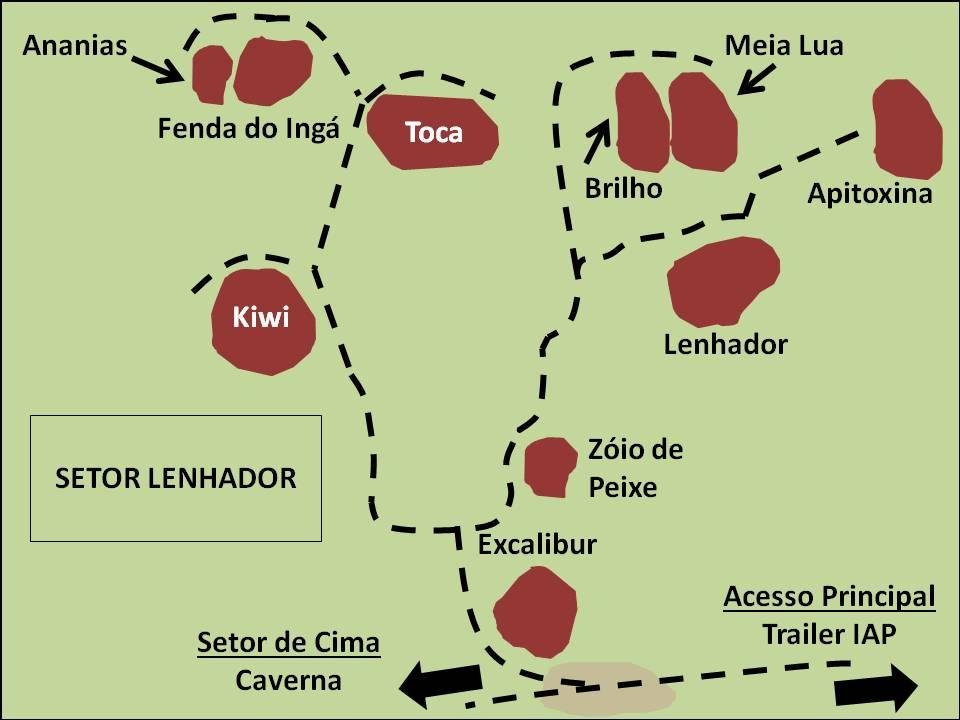 Ananias
Meia Lua
Fenda do Ingá
Toca
Brilho
Apitoxina
Kiwi
Lenhador
SETOR LENHADOR
Zóio de
Peixe
Excalibur
Acesso Principal
Trailer IAP
Setor de Cima
Caverna